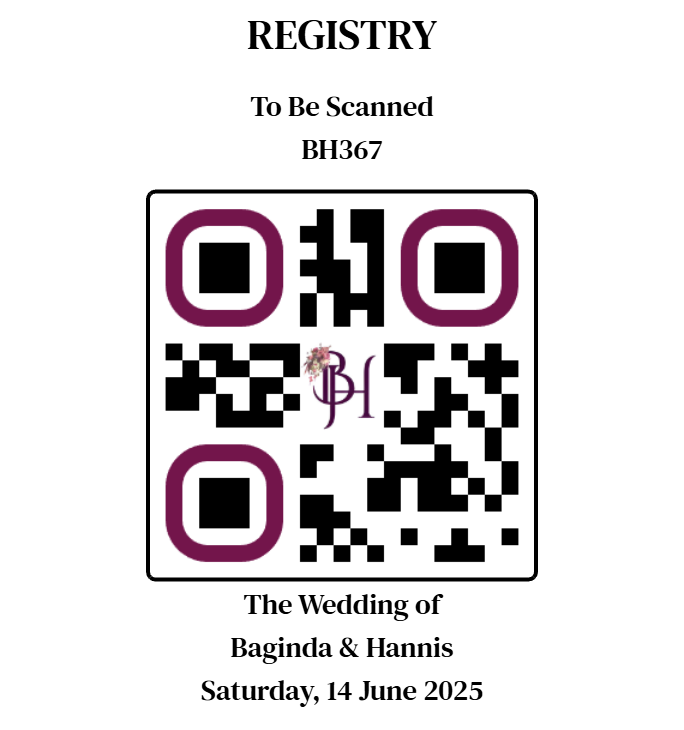 REGISTRY
To Be Scanned
BH367
BH
The Wedding of
Baginda & Hannis
Saturday, 14 June 2025